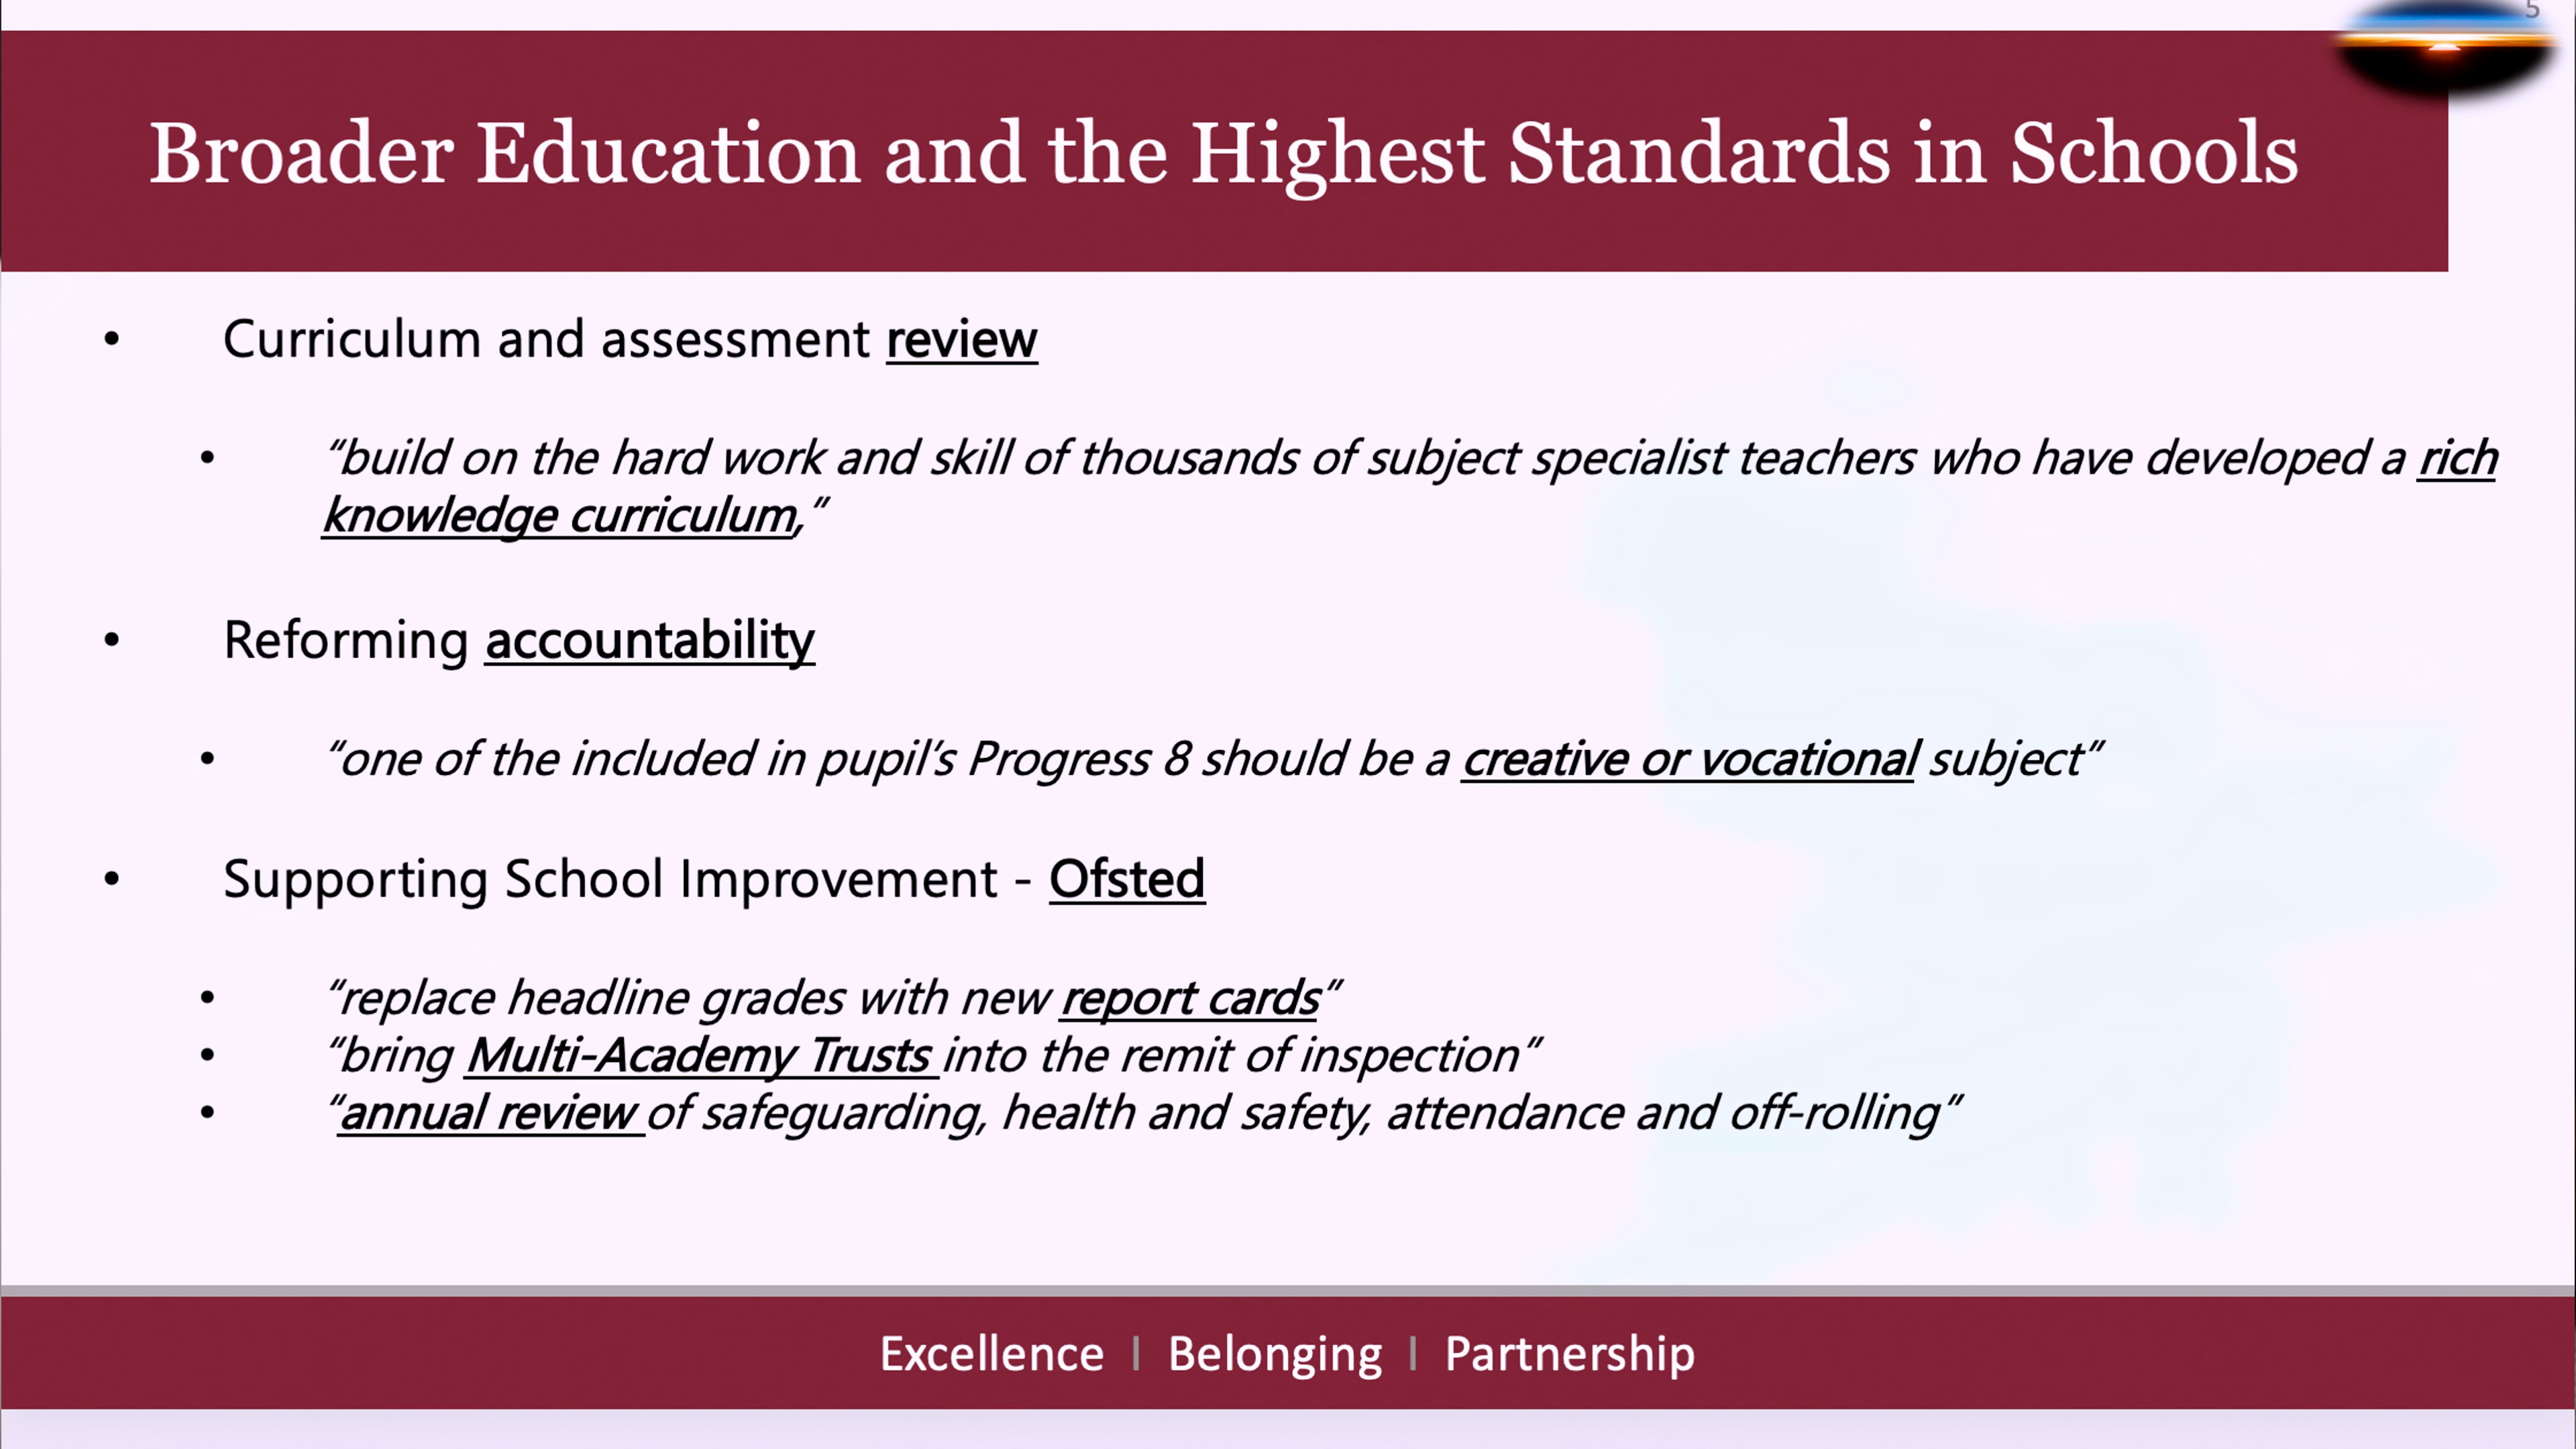 5
Broader Education and the Highest Standards in Schools
• Curriculum and assessment review
• “build on the hard work and skill of thousands of subject specialist teachers who have developed a rich
knowledge curriculum,”
• Reforming accountability
• “one of the included in pupil’s Progress 8 should be a creative or vocational subject”
• Supporting School Improvement - Ofsted
• “replace headline grades with new report cards”
• “bring Multi-Academy Trusts into the remit of inspection”
• “annual review of safeguarding, health and safety, attendance and off-rolling”
Excellence | Belonging | Partnership